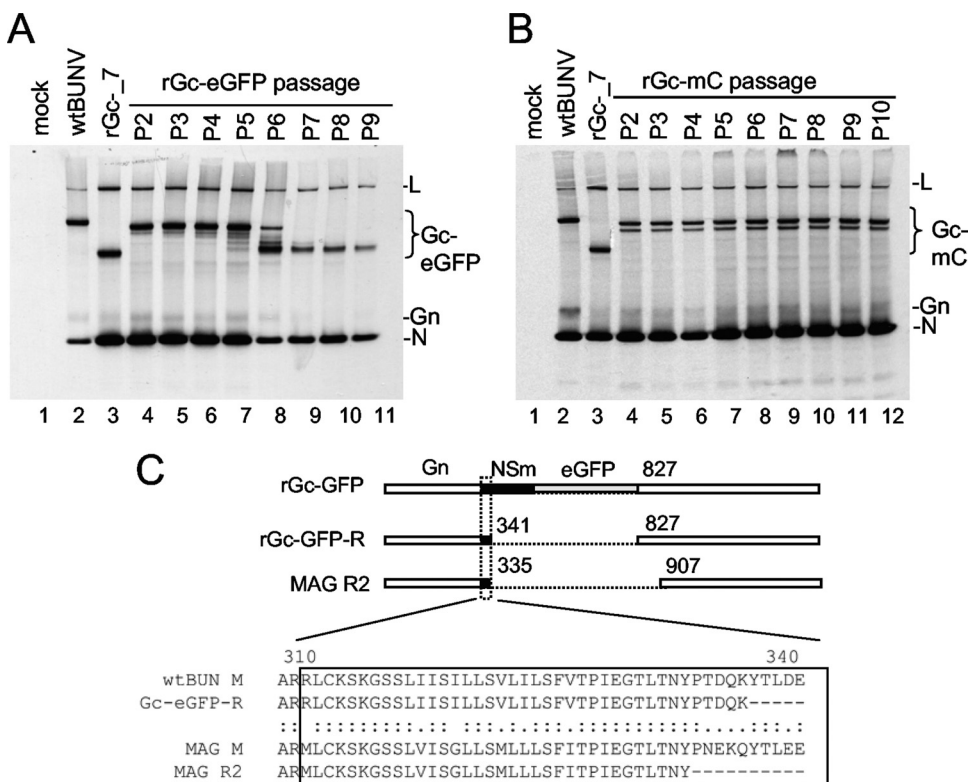 A
mock
wtBUNV
rGc-_7
rGc-eGFP passage
P2
P3
P4
P5
P6
P7
P8
P9
-L
Gc-
eGFP
-Gn
-N
1 2 3 4 5 6 7 8 9 10 11
B
mock
wtBUNV
rGc-_7
rGc-mC passage
P2
P3
P4
P5
P6
P7
P8
P9
P10
-L
Gc-
mC
-Gn
-N
1 2 3 4 5 6 7 8 9 10 11 12
C
Gn NSm eGFP 827
rGc-GFP
341 827
rGc-GFP-R
335 907
MAG R2
310 340
wtBUN M ARRLCKSKGSSLIISILLSVLILSFVTPIEGTLTNYPTDQKYTLDE
Gc-eGFP-R ARRLCKSKGSSLIISILLSVLILSFVTPIEGTLTNYPTDQK-----
MAG M ARMLCKSKGSSLVISGLLSMLLLSFITPIEGTLTNYPNEKQYTLEE
MAG R2 ARMLCKSKGSSLVISGLLSMLLLSFITPIEGTLTNY----------